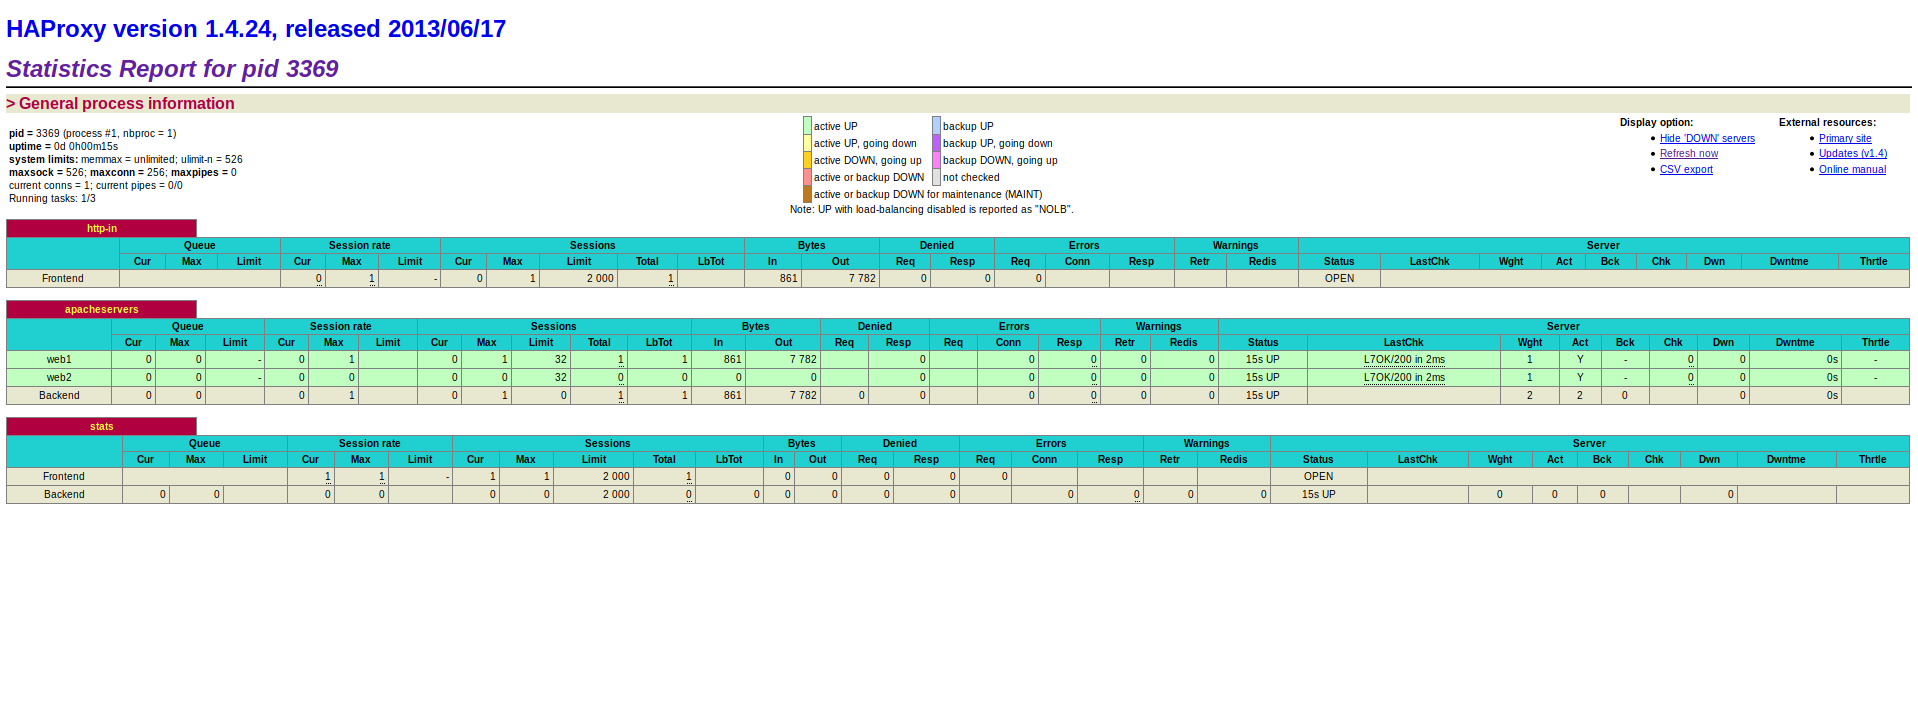 HAProxy version 1.4.24, released 2013/06/17
Statistics Report for pid 3369
> General process information
pid = 3369 (process #1, nbproc = 1)
uptime = 0d 0h00m15s
system limits: memmax = unlimited; ulimit-n = 526
maxsock = 526; maxconn = 256; maxpipes = 0
current conns = 1; current pipes = 0/0
Running tasks: 1/3
active UP backup UP
active UP, going down backup UP, going down
active DOWN, going up backup DOWN, going up
active or backup DOWN not checked
active or backup DOWN for maintenance (MAINT)
Note: UP with load-balancing disabled is reported as "NOLB".
Display option:
• Hide 'DOWN' servers
• Refresh now
• CSV export
External resources:
• Primary site
• Updates (v1.4)
• Online manual
http-in
Queue Session rate Sessions Bytes Denied Errors Warnings Server
Cur Max Limit Cur Max Limit Cur Max Limit Total LbTot In Out Req Resp Req Conn Resp Retr Redis Status LastChk Wght Act Bck Chk Dwn Dwntme Thrtle
Frontend 0 1 - 0 1 2 000 1 861 7 782 0 0 0 OPEN
apacheservers
Queue Session rate Sessions Bytes Denied Errors Warnings Server
Cur Max Limit Cur Max Limit Cur Max Limit Total LbTot In Out Req Resp Req Conn Resp Retr Redis Status LastChk Wght Act Bck Chk Dwn Dwntme Thrtle
web1 0 0 - 0 1 0 1 32 1 1 861 7 782 0 0 0 0 0 15s UP L7OK/200 in 2ms 1 Y - 0 0 0s -
web2 0 0 - 0 0 0 0 32 0 0 0 0 0 0 0 0 0 15s UP L7OK/200 in 2ms 1 Y - 0 0 0s -
Backend 0 0 0 1 0 1 0 1 1 861 7 782 0 0 0 0 0 0 15s UP 2 2 0 0 0s
stats
Queue Session rate Sessions Bytes Denied Errors Warnings Server
Cur Max Limit Cur Max Limit Cur Max Limit Total LbTot In Out Req Resp Req Conn Resp Retr Redis Status LastChk Wght Act Bck Chk Dwn Dwntme Thrtle
Frontend 1 1 - 1 1 2 000 1 0 0 0 0 0 OPEN
Backend 0 0 0 0 0 0 2 000 0 0 0 0 0 0 0 0 0 0 15s UP 0 0 0 0